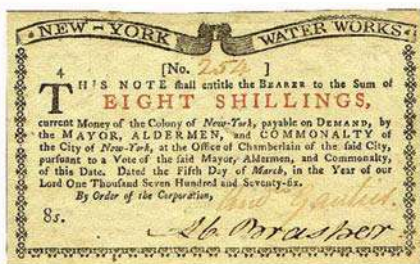 NEW-YORK WATER WORKS
4
[No. 254 ]
THIS NOTE shall entitle the BEARER to the Sum of
EIGHT SHILLINGS,
current Money of the Colony of New-York, payable on DEMAND, by
the MAYOR, ALDERMEN, and COMMONALTY of
the City of New-York, at the Office of Chamberlain of the said City,
pursuant to a Vote of the said Mayor, Aldermen, and Commonalty,
of this Date. Dated the Fifth Day of March, in the Year of our
Lord One Thousand Seven Hundred and Seventy-six.
By Order of the Corporation,
Gautier
8s.
Ab Brasher